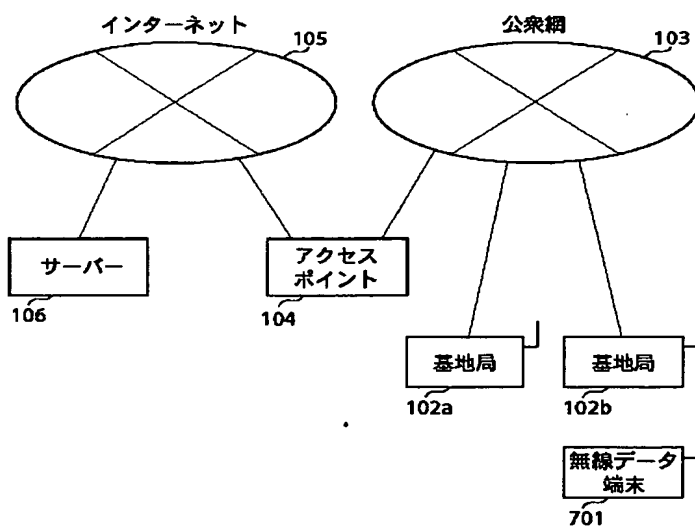 インターネット
105
公衆網
103
サーバー
106
アクセス
ポイント
104
基地局
102a
基地局
102b
無線データ
端末
701